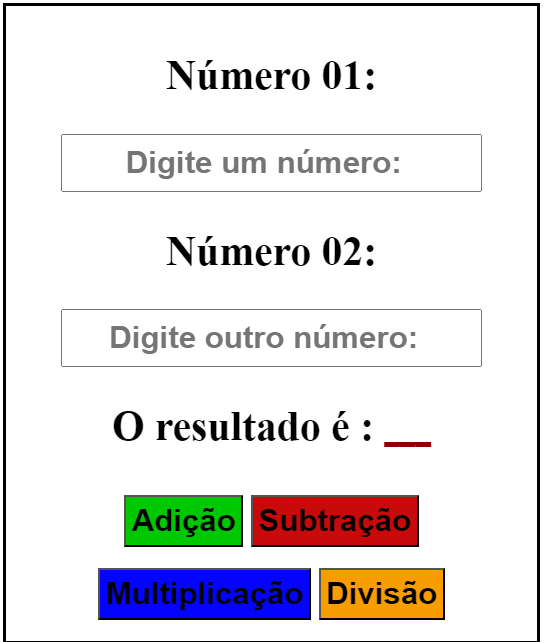 Número 01:
Digite um número:
Número 02:
Digite outro número:
O resultado é : __
Adição Subtração
Multiplicação Divisão